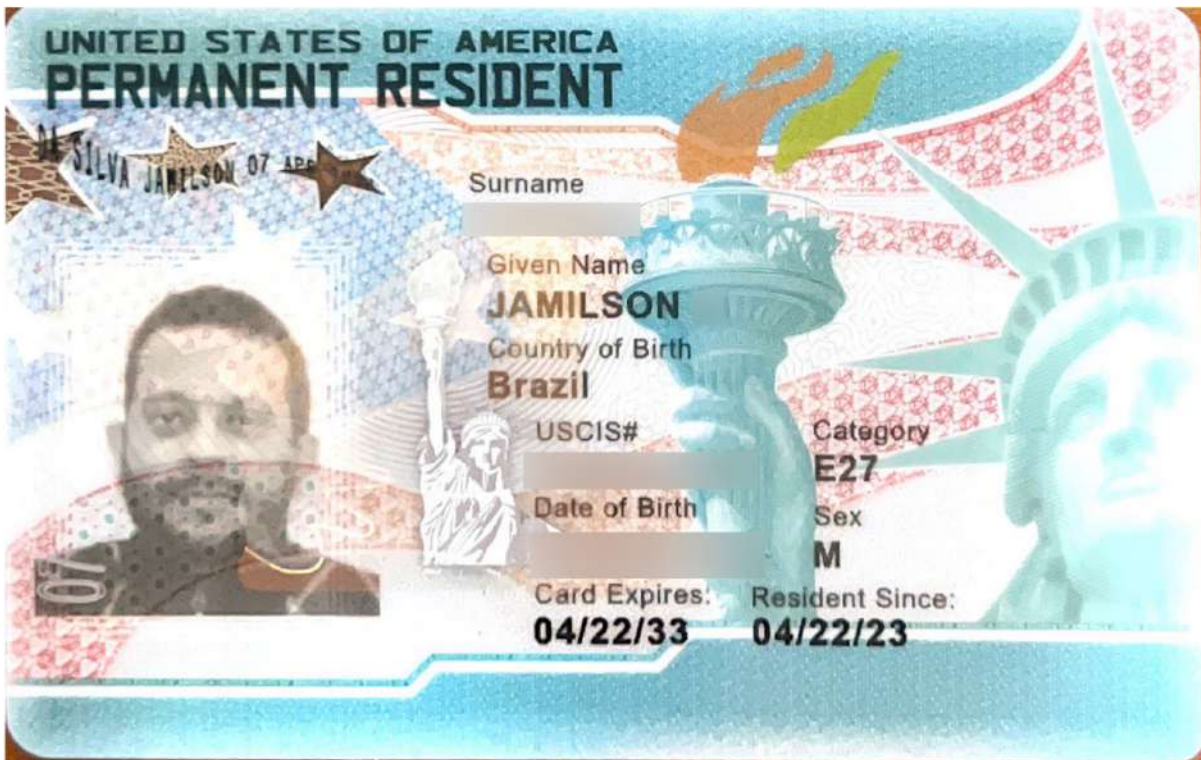 UNITED STATES OF AMERICA
PERMANENT RESIDENT
SILVA JAMILSON 07
Surname
Given Name
JAMILSON
Country of Birth
Brazil
USCIS#
Category
E27
Date of Birth
Sex
M
Card Expires:
Resident Since:
04/22/33
04/22/23